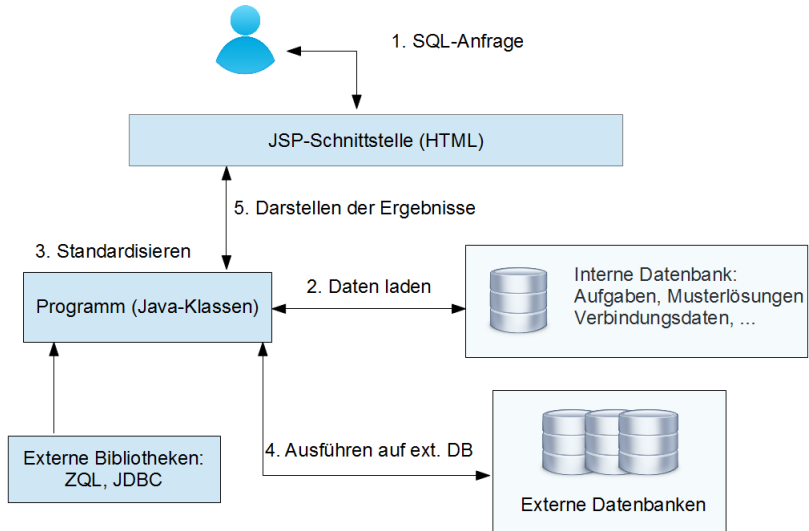 1. SQL-Anfrage
JSP-Schnittstelle (HTML)
5. Darstellen der Ergebnisse
3. Standardisieren
Programm (Java-Klassen)
2. Daten laden
Interne Datenbank:
Aufgaben, Musterlösungen
Verbindungsdaten, ...
Externe Bibliotheken:
ZQL, JDBC
4. Ausführen auf ext. DB
Externe Datenbanken